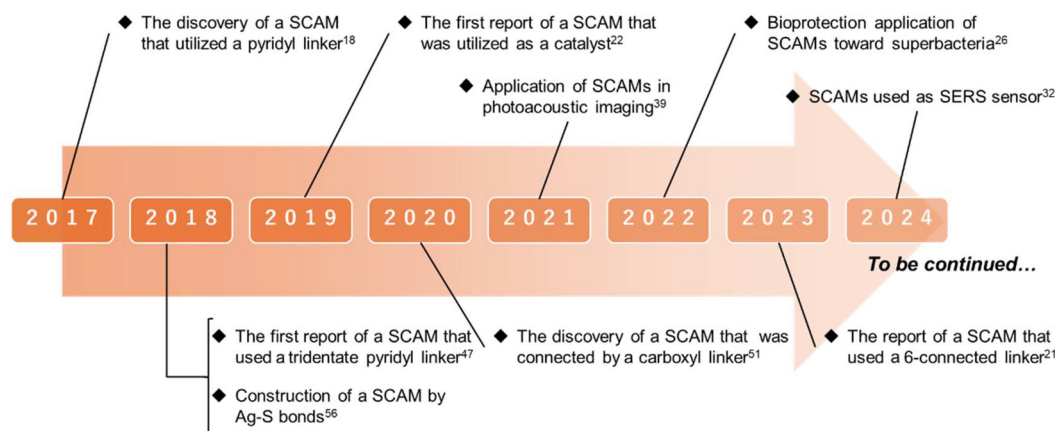 ◆ The discovery of a SCAM
that utilized a pyridyl linker18
◆ The first report of a SCAM that
was utilized as a catalyst22
◆ Application of SCAMs in
photoacoustic imaging39
◆ Bioprotection application of
SCAMs toward superbacteria26
◆ SCAMs used as SERS sensor32
2017 2018 2019 2020 2021 2022 2023 2024
To be continued…
◆ The first report of a SCAM that
used a tridentate pyridyl linker47
◆ Construction of a SCAM by
Ag-S bonds56
◆ The discovery of a SCAM that was
connected by a carboxyl linker51
◆ The report of a SCAM that
used a 6-connected linker21